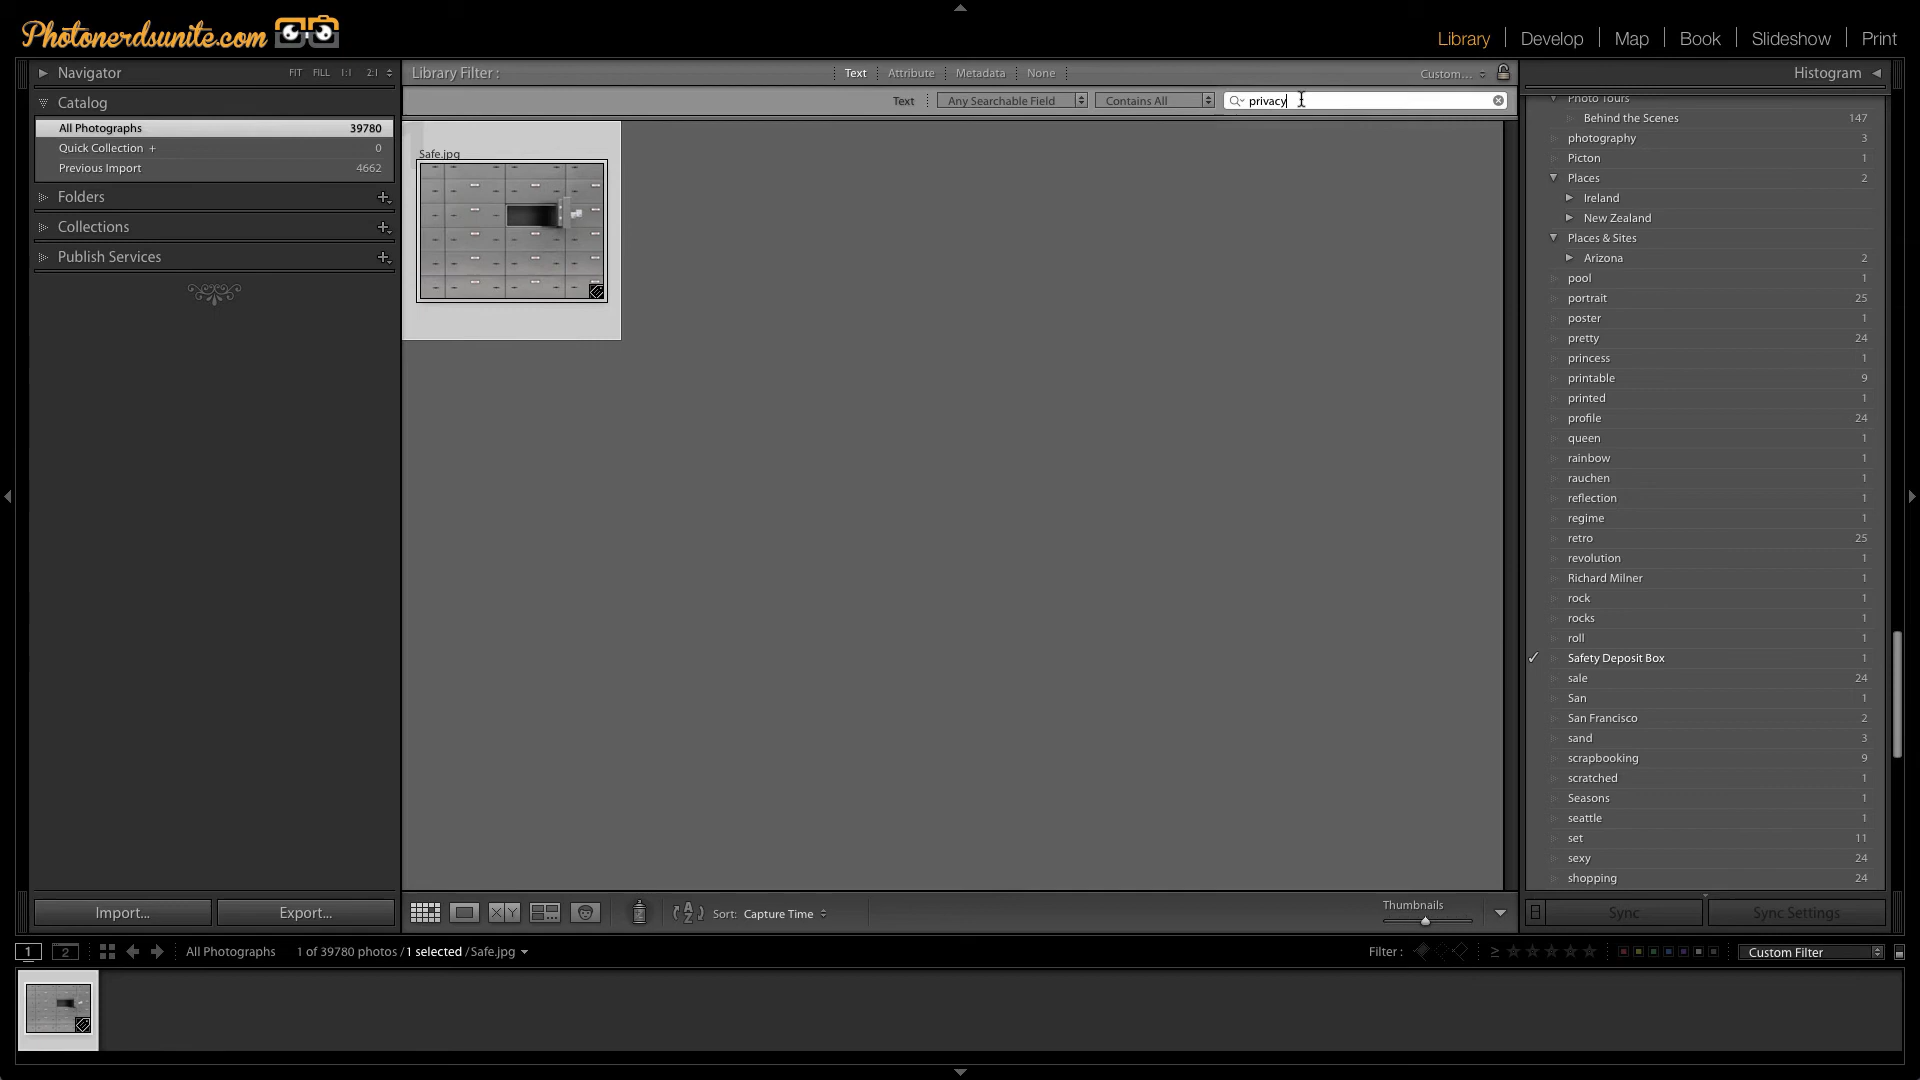 Photonerdsunite.com
Library
Develop
Map
Book
Slideshow
Print
Navigator
FIT
FILL
1:1
2:1
Library Filter :
Text
Attribute
Metadata
None
Custom...
Histogram
Catalog
Text
Any Searchable Field
Contains All
privacy
All Photographs 39780
Quick Collection + 0
Previous Import 4662
Folders
Collections
Publish Services
Safe.jpg
Photo Tours
Behind the Scenes 147
photography 3
Picton 1
Places 2
Ireland
New Zealand
Places & Sites
Arizona 2
pool 1
portrait 25
poster 1
pretty 24
princess 1
printable 9
printed 1
profile 24
queen 1
rainbow 1
rauchen 1
reflection 1
regime 1
retro 25
revolution 1
Richard Milner 1
rock 1
rocks 1
roll 1
Safety Deposit Box 1
sale 24
San 1
San Francisco 2
sand 3
scrapbooking 9
scratched 1
Seasons 1
seattle 1
set 11
sexy 24
shopping 24
Import...
Export...
X Y
A Z
Sort: Capture Time
Thumbnails
Sync
Sync Settings
1
2
All Photographs
1 of 39780 photos / 1 selected / Safe.jpg
Filter :
≥
Custom Filter